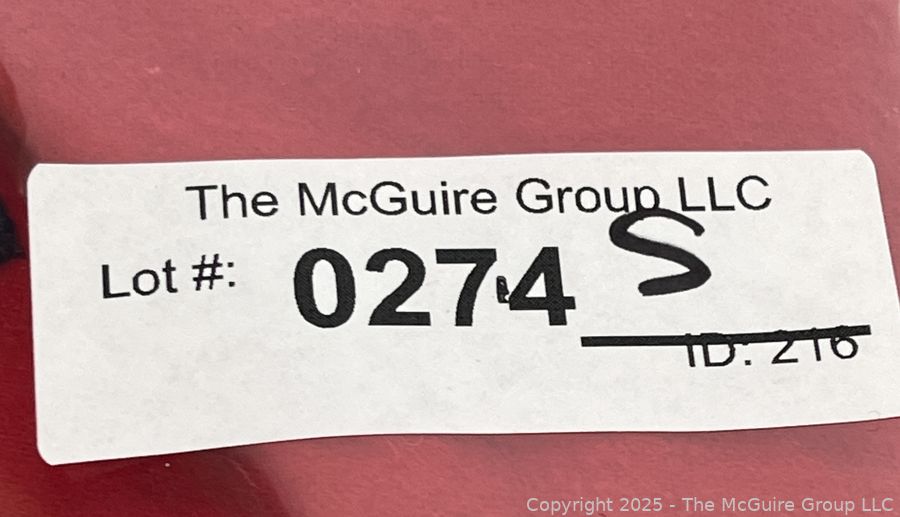 The McGuire Group LLC
Lot #: 0274 S
ID: 216
Copyright 2025 - The McGuire Group LLC